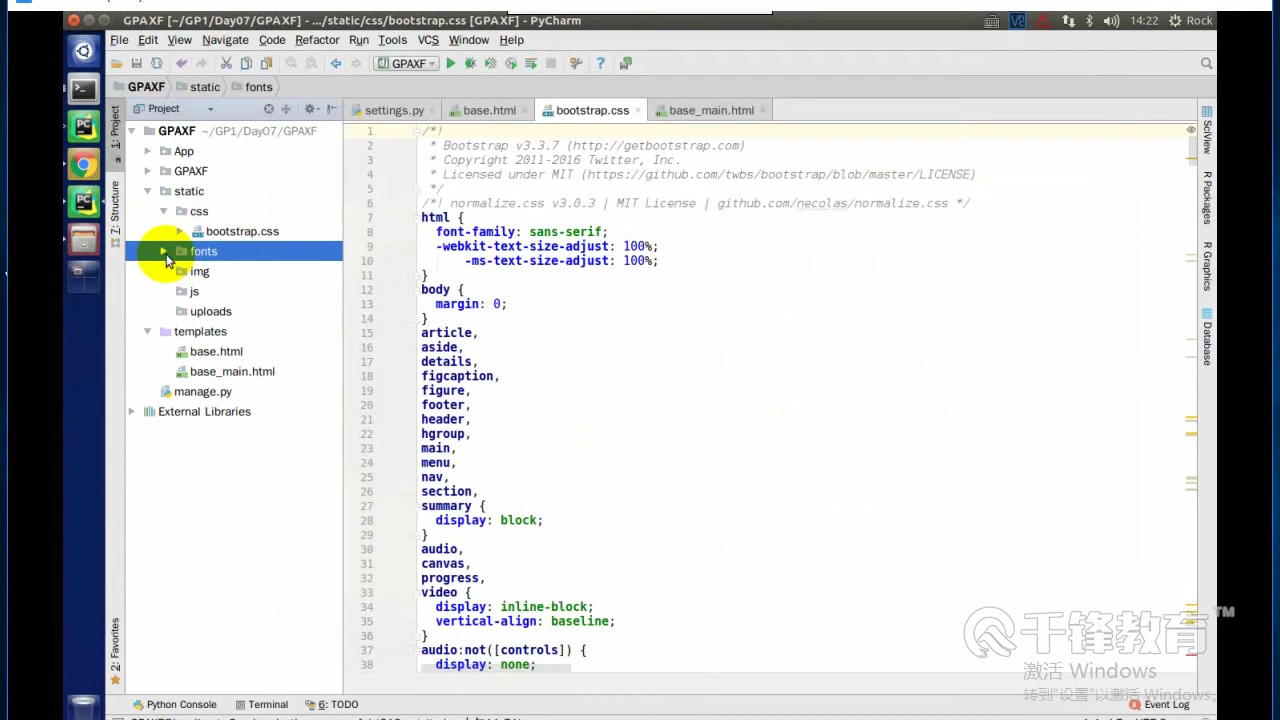 GPAXF [~/GP1/Day07/GPAXF] - .../static/css/bootstrap.css [GPAXF] - PyCharm
14:22 Rock
File Edit View Navigate Code Refactor Run Tools VCS Window Help
GPAXF
GPAXF static fonts
Project
settings.py base.html bootstrap.css base_main.html
1: Project
7: Structure
2: Favorites
GPAXF ~/GP1/Day07/GPAXF
App
GPAXF
static
css
bootstrap.css
fonts
img
js
uploads
templates
base.html
base_main.html
manage.py
External Libraries
1 /*!
2 * Bootstrap v3.3.7 (http://getbootstrap.com)
3 * Copyright 2011-2016 Twitter, Inc.
4 * Licensed under MIT (https://github.com/twbs/bootstrap/blob/master/LICENSE)
5 */
6 /*! normalize.css v3.0.3 | MIT License | github.com/necolas/normalize.css */
7 html {
8 font-family: sans-serif;
9 -webkit-text-size-adjust: 100%;
10 -ms-text-size-adjust: 100%;
11 }
12 body {
13 margin: 0;
14 }
15 article,
16 aside,
17 details,
18 figcaption,
19 figure,
20 footer,
21 header,
22 hgroup,
23 main,
24 menu,
25 nav,
26 section,
27 summary {
28 display: block;
29 }
30 audio,
31 canvas,
32 progress,
33 video {
34 display: inline-block;
35 vertical-align: baseline;
36 }
37 audio:not([controls]) {
38 display: none;
SciView
R Packages
R Graphics
Database
千锋教育 TM
激活 Windows
转到"设置"以激活 Windows。
Python Console Terminal 6: TODO Event Log